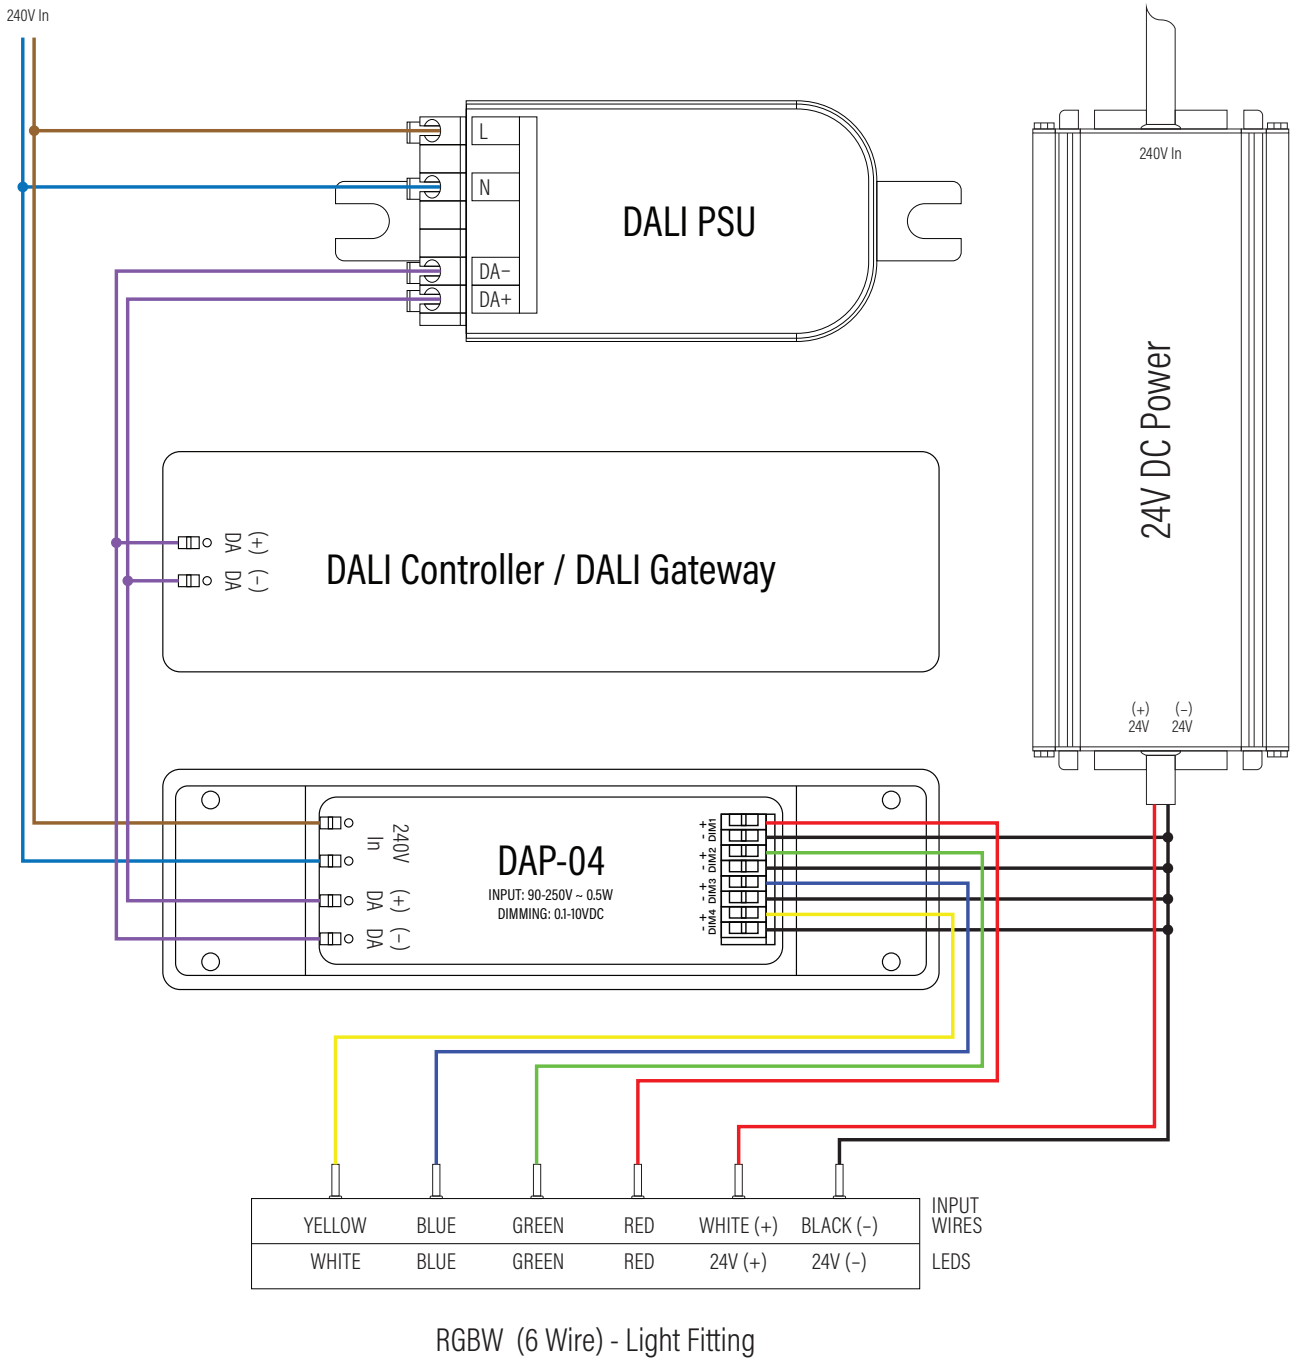 240V In
L
N
DA–
DA+
DALI PSU
240V In
24V DC Power
(+) (–)
24V 24V
DA (+)
DA (–)
DALI Controller / DALI Gateway
240V
In
DA (+)
DA (–)
DAP-04
INPUT: 90-250V ~ 0.5W
DIMMING: 0.1-10VDC
- + DIM1
- + DIM2
- + DIM3
- + DIM4
YELLOW BLUE GREEN RED WHITE (+) BLACK (–)
INPUT
WIRES
WHITE BLUE GREEN RED 24V (+) 24V (–)
LEDS
RGBW (6 Wire) - Light Fitting